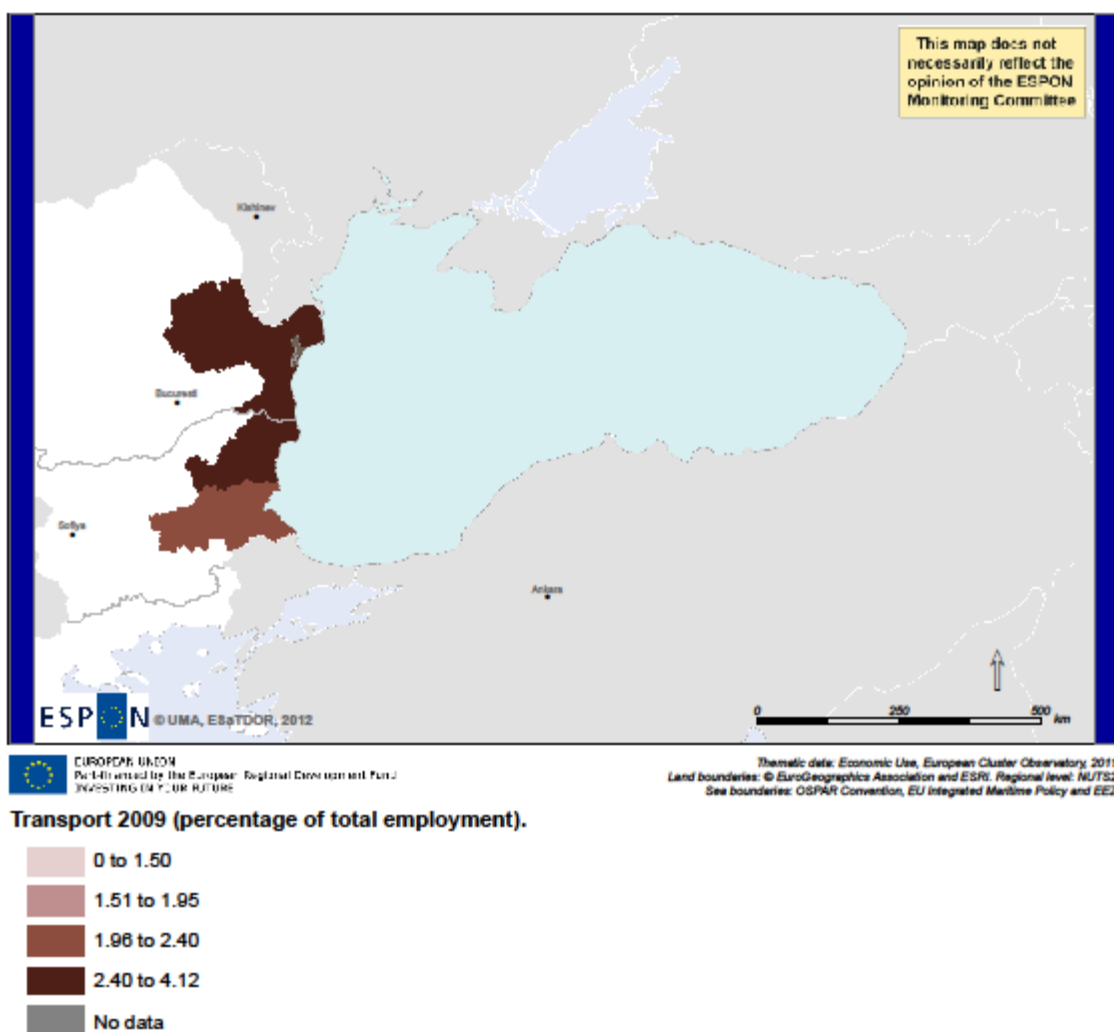 This map does not
necessarily reflect the
opinion of the ESPON
Monitoring Committee
Kishinev
Bucuresti
Sofiya
Ankara
ESPON © UMA, ESaTDOR, 2012
0 250 500
km
EUROPEAN UNION
Part-financed by the European Regional Development Fund
INVESTING IN YOUR FUTURE
Thematic data: Economic Use, European Cluster Observatory, 2011
Land boundaries: © EuroGeographics Association and ESRI. Regional level: NUTS2
Sea boundaries: OSPAR Convention, EU Integrated Maritime Policy and EEZ
Transport 2009 (percentage of total employment).
0 to 1.50
1.51 to 1.95
1.96 to 2.40
2.40 to 4.12
No data